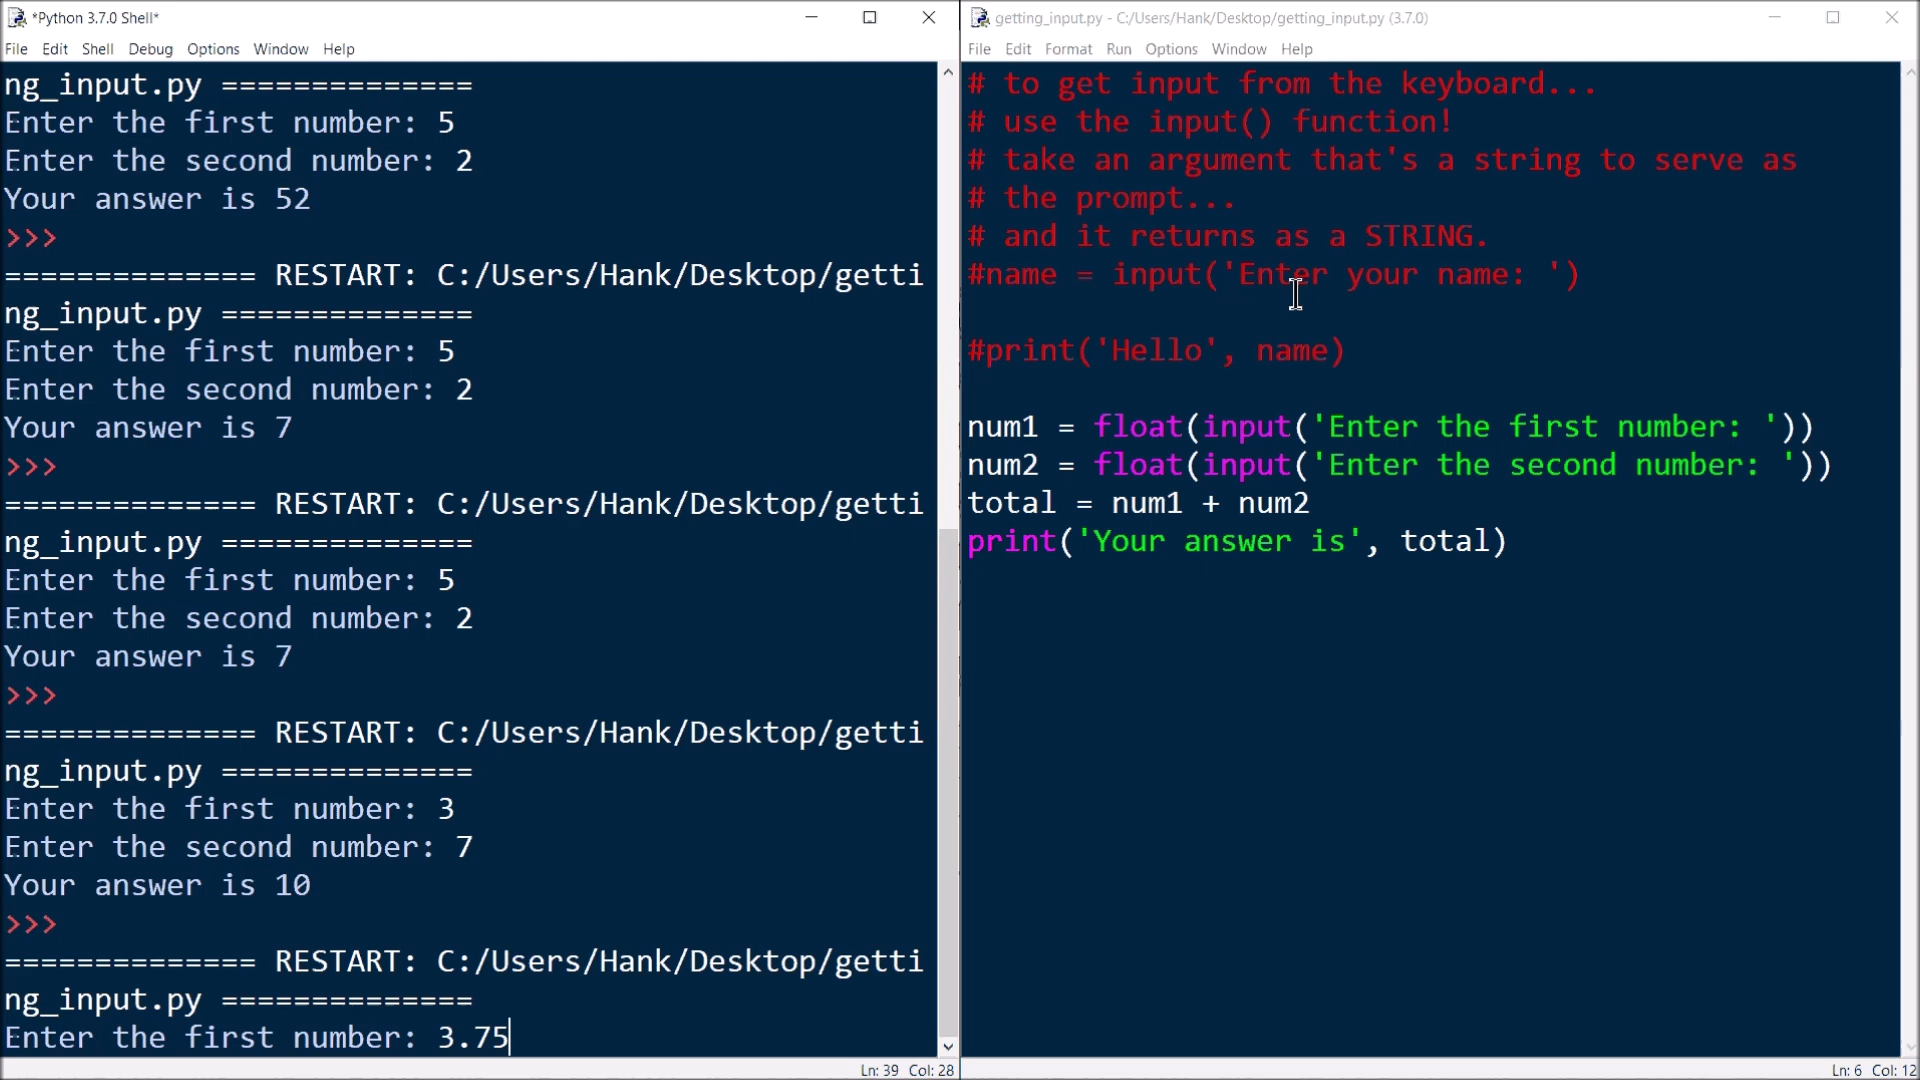 *Python 3.7.0 Shell*
File Edit Shell Debug Options Window Help
ng_input.py ==============
Enter the first number: 5
Enter the second number: 2
Your answer is 52
>>>
============== RESTART: C:/Users/Hank/Desktop/getti
ng_input.py ==============
Enter the first number: 5
Enter the second number: 2
Your answer is 7
>>>
============== RESTART: C:/Users/Hank/Desktop/getti
ng_input.py ==============
Enter the first number: 5
Enter the second number: 2
Your answer is 7
>>>
============== RESTART: C:/Users/Hank/Desktop/getti
ng_input.py ==============
Enter the first number: 3
Enter the second number: 7
Your answer is 10
>>>
============== RESTART: C:/Users/Hank/Desktop/getti
ng_input.py ==============
Enter the first number: 3.75
Ln: 39 Col: 28
getting_input.py - C:/Users/Hank/Desktop/getting_input.py (3.7.0)
File Edit Format Run Options Window Help
# to get input from the keyboard...
# use the input() function!
# take an argument that's a string to serve as
# the prompt...
# and it returns as a STRING.
#name = input('Enter your name: ')
#print('Hello', name)
num1 = float(input('Enter the first number: '))
num2 = float(input('Enter the second number: '))
total = num1 + num2
print('Your answer is', total)
Ln: 6 Col: 12